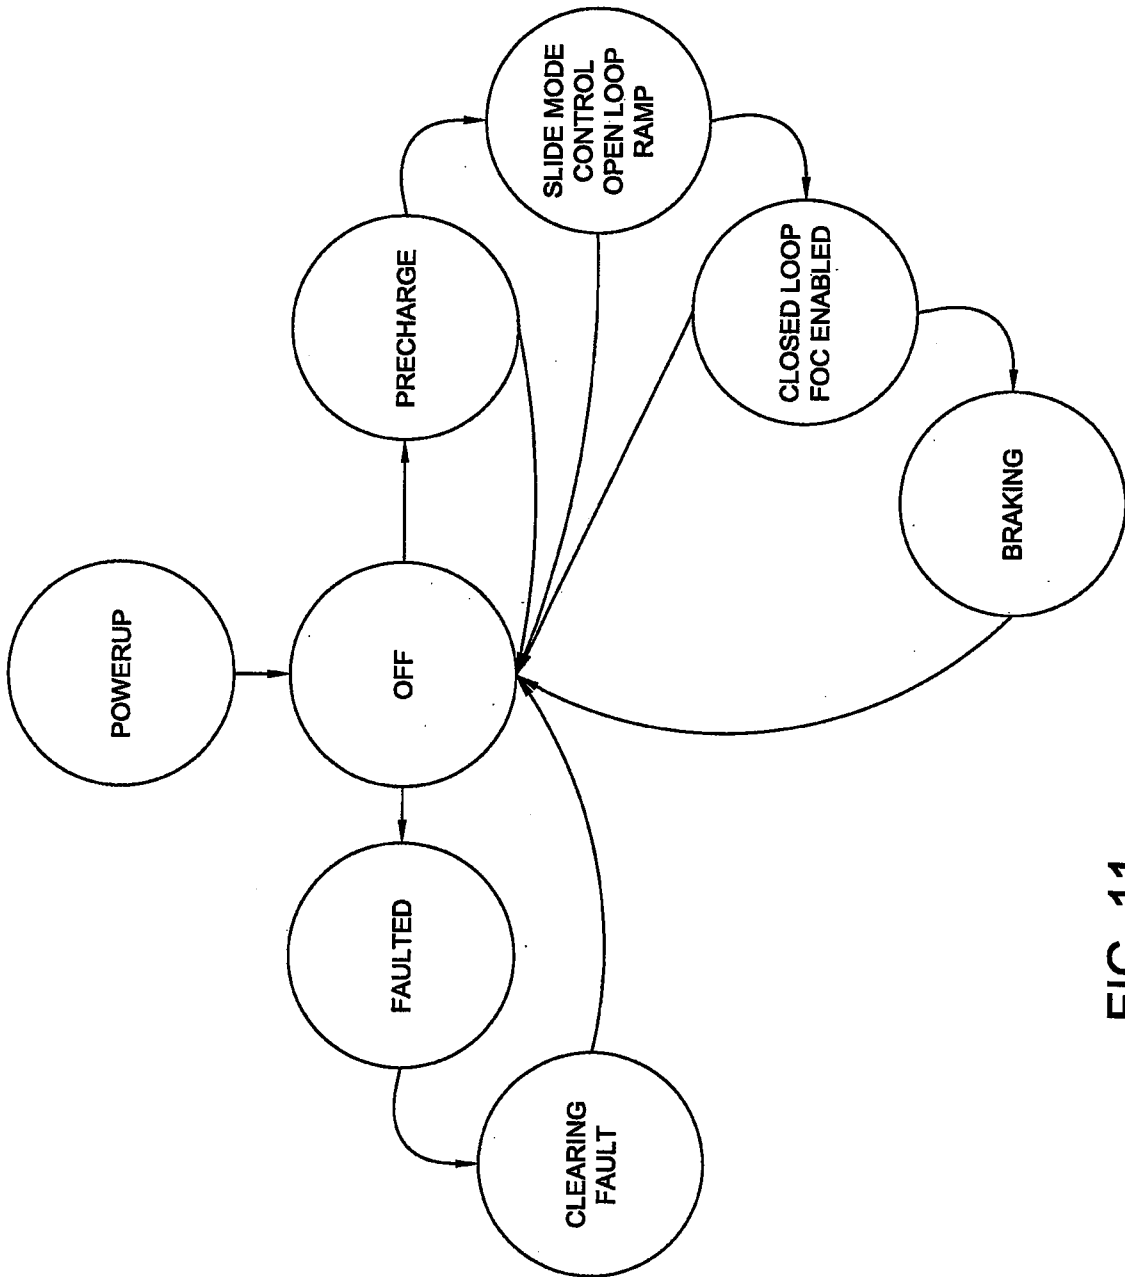 POWERUP
OFF
PRECHARGE
SLIDE MODE
CONTROL
OPEN LOOP
RAMP
CLOSED LOOP
FOC ENABLED
BRAKING
FAULTED
CLEARING
FAULT
FIG. 11